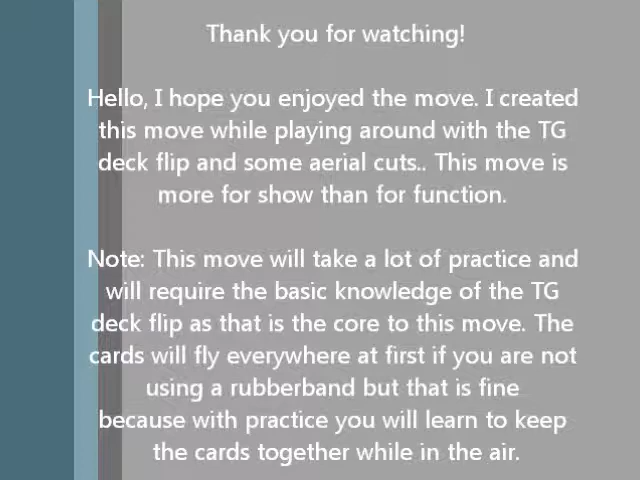 Thank you for watching!
Hello, I hope you enjoyed the move. I created
this move while playing around with the TG
deck flip and some aerial cuts.. This move is
more for show than for function.
Note: This move will take a lot of practice and
will require the basic knowledge of the TG
deck flip as that is the core to this move. The
cards will fly everywhere at first if you are not
using a rubberband but that is fine
because with practice you will learn to keep
the cards together while in the air.